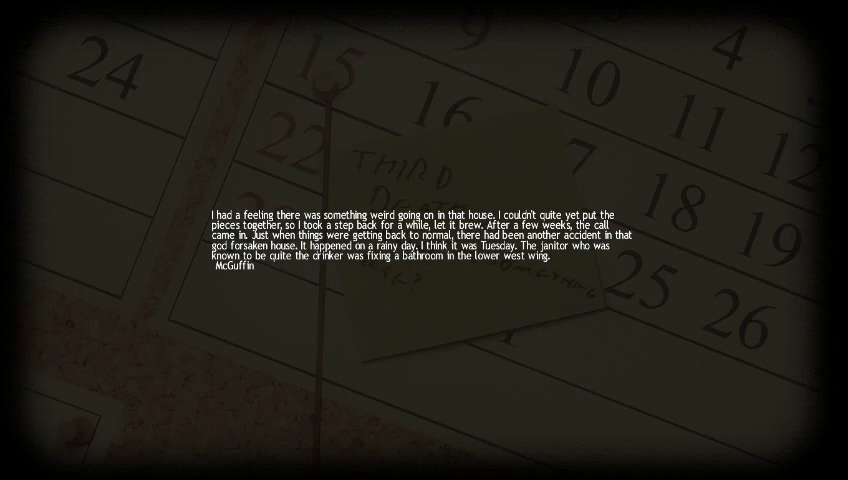 24
15
9
4
16
10
11
12
22
7
18
19
25
26
THIRD
I had a feeling there was something weird going on in that house. I couldn't quite yet put the
pieces together, so I took a step back for a while, let it brew. After a few weeks, the call
came in. Just when things were getting back to normal, there had been another accident in that
god forsaken house. It happened on a rainy day. I think it was Tuesday. The janitor who was
known to be quite the drinker was fixing a bathroom in the lower west wing.
McGuffin